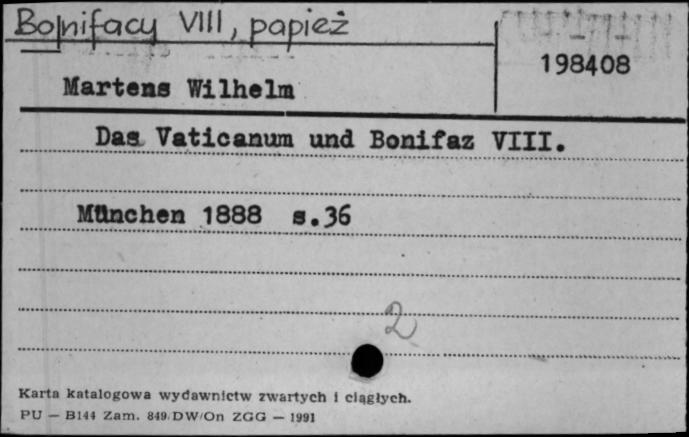 Bonifacy VIII, papież
198408
Martens Wilhelm
Das Vaticanum und Bonifaz VIII.
München 1888 s.36
2
Karta katalogowa wydawnictw zwartych i ciągłych.
PU — B144 Zam. 849/DW/On ZGG — 1991